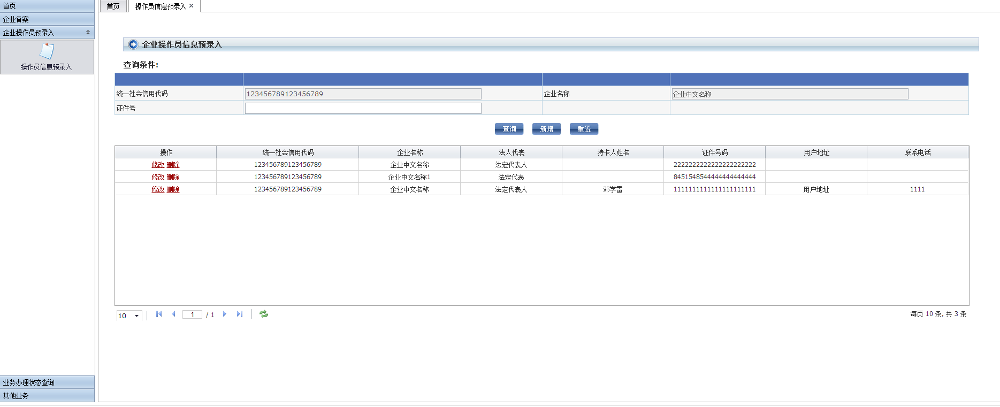 首页
企业备案
企业操作员预录入
操作员信息预录入
业务办理状态查询
其他业务
首页 操作员信息预录入 ×
企业操作员信息预录入
查询条件:
统一社会信用代码 123456789123456789 企业名称 企业中文名称
证件号
查询 新增 重置
操作 统一社会信用代码 企业名称 法人代表 持卡人姓名 证件号码 用户地址 联系电话
修改 删除 123456789123456789 企业中文名称 法定代表人 2222222222222222222222
修改 删除 123456789123456789 企业中文名称1 法定代表 8451548544444444444444
修改 删除 123456789123456789 企业中文名称 法定代表人 邓学雷 1111111111111111111111 用户地址 1111
10 1 / 1 每页 10 条, 共 3 条